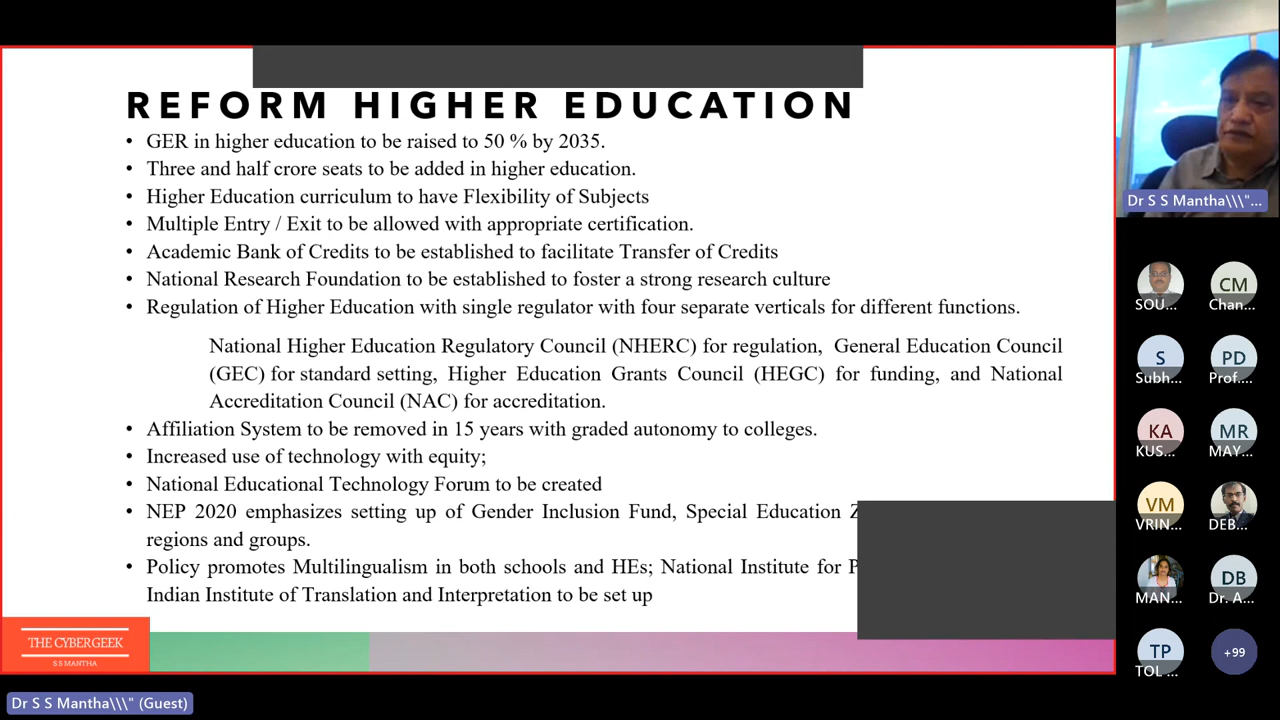 REFORM HIGHER EDUCATION
• GER in higher education to be raised to 50 % by 2035.
• Three and half crore seats to be added in higher education.
• Higher Education curriculum to have Flexibility of Subjects
• Multiple Entry / Exit to be allowed with appropriate certification.
• Academic Bank of Credits to be established to facilitate Transfer of Credits
• National Research Foundation to be established to foster a strong research culture
• Regulation of Higher Education with single regulator with four separate verticals for different functions.
National Higher Education Regulatory Council (NHERC) for regulation, General Education Council
(GEC) for standard setting, Higher Education Grants Council (HEGC) for funding, and National
Accreditation Council (NAC) for accreditation.
• Affiliation System to be removed in 15 years with graded autonomy to colleges.
• Increased use of technology with equity;
• National Educational Technology Forum to be created
• NEP 2020 emphasizes setting up of Gender Inclusion Fund, Special Education
regions and groups.
• Policy promotes Multilingualism in both schools and HEs; National Institute for
Indian Institute of Translation and Interpretation to be set up
THE CYBERGEEK
S S MANTHA
Dr S S Mantha\\\" (Guest)
Dr S S Mantha\\\"...
SOU...
CM
Chan...
S
Subh...
PD
Prof....
KA
KUS...
MR
MAY...
VM
VRIN...
DEB...
MAN...
DB
Dr. A...
TP
TOL ...
+99